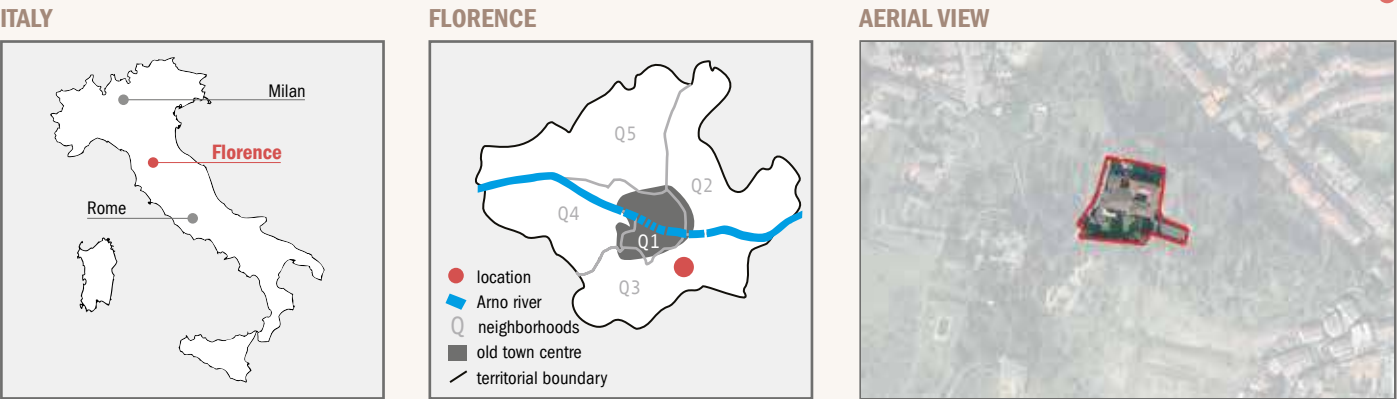 ITALY
Milan
Florence
Rome
FLORENCE
Q5
Q2
Q4
Q1
Q3
location
Arno river
Q neighborhoods
old town centre
territorial boundary
AERIAL VIEW